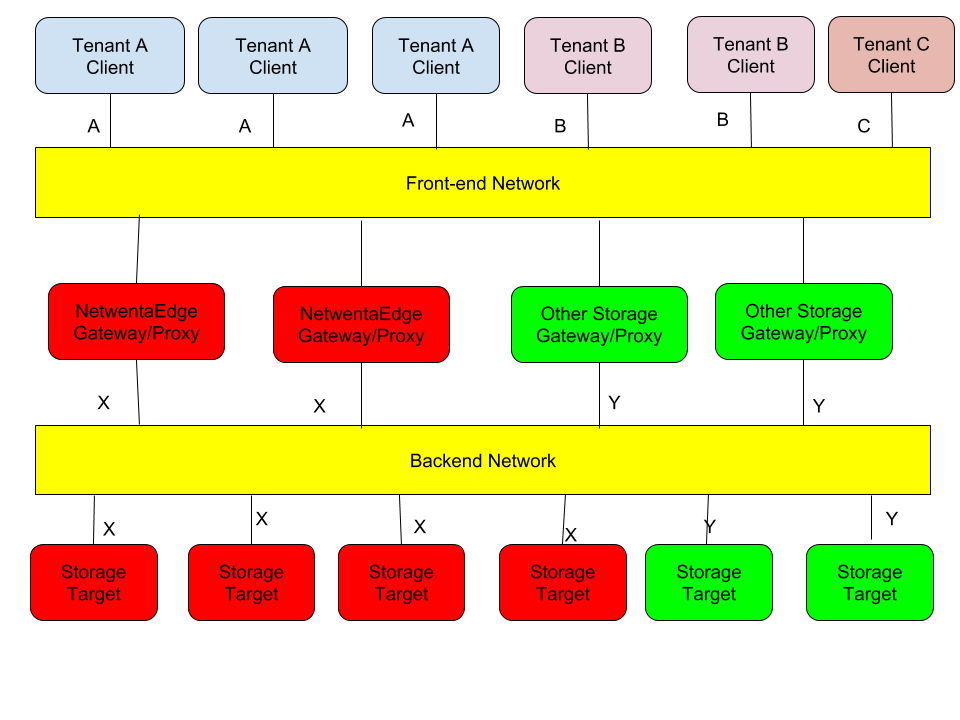 Tenant A
Client
Tenant A
Client
Tenant A
Client
Tenant B
Client
Tenant B
Client
Tenant C
Client
A
A
A
B
B
C
Front-end Network
NetwentaEdge
Gateway/Proxy
NetwentaEdge
Gateway/Proxy
Other Storage
Gateway/Proxy
Other Storage
Gateway/Proxy
X
X
Y
Y
Backend Network
X
X
X
X
Y
Y
Storage
Target
Storage
Target
Storage
Target
Storage
Target
Storage
Target
Storage
Target